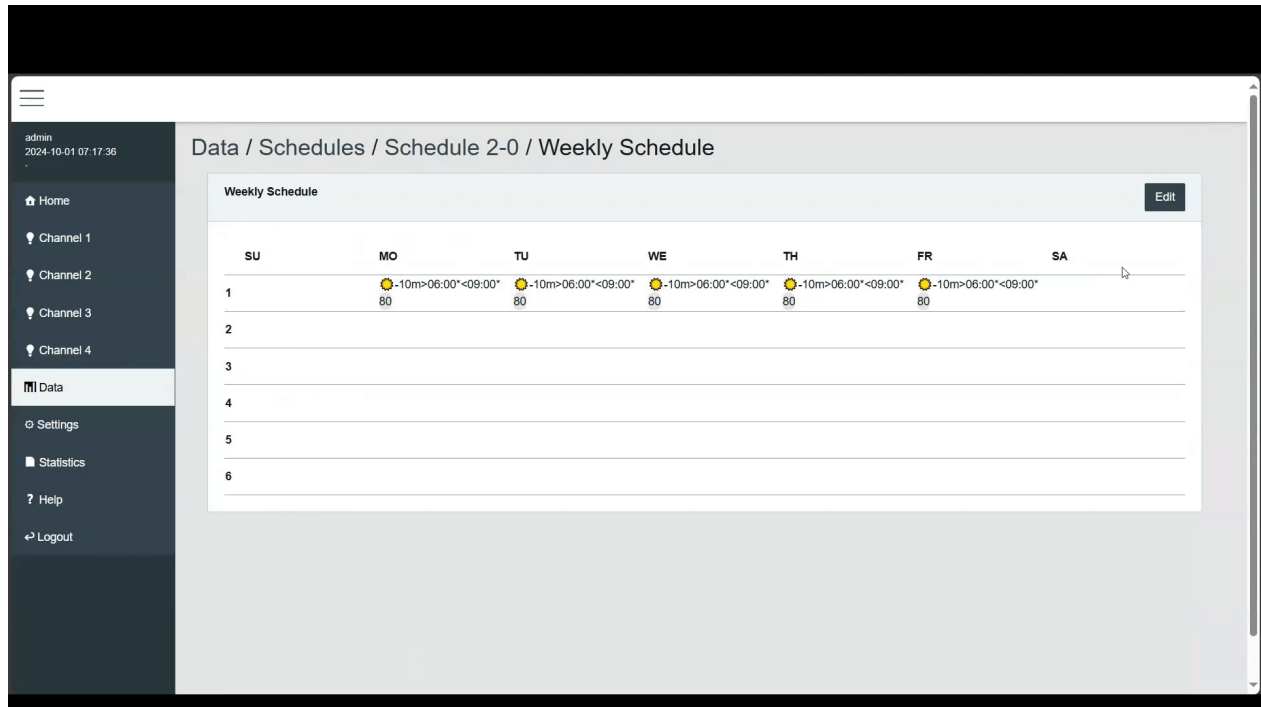 admin
2024-10-01 07:17:36
-
Home
Channel 1
Channel 2
Channel 3
Channel 4
Data
Settings
Statistics
? Help
Logout
Data / Schedules / Schedule 2-0 / Weekly Schedule
Weekly Schedule
Edit
SU MO TU WE TH FR SA
1 -10m>06:00*<09:00* -10m>06:00*<09:00* -10m>06:00*<09:00* -10m>06:00*<09:00* -10m>06:00*<09:00*
80 80 80 80 80
2
3
4
5
6